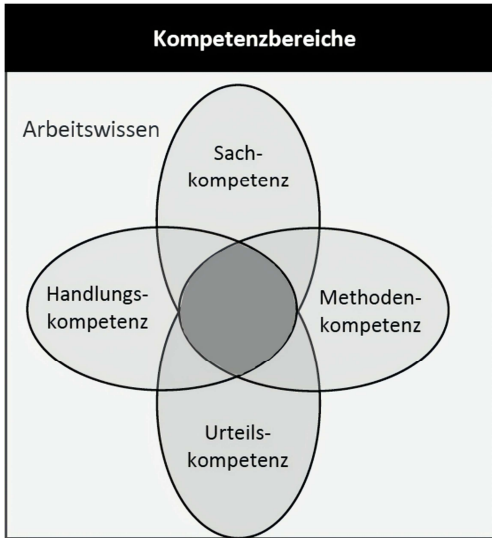 Kompetenzbereiche
Arbeitswissen
Sach-
kompetenz
Handlungs-
kompetenz
Methoden-
kompetenz
Urteils-
kompetenz